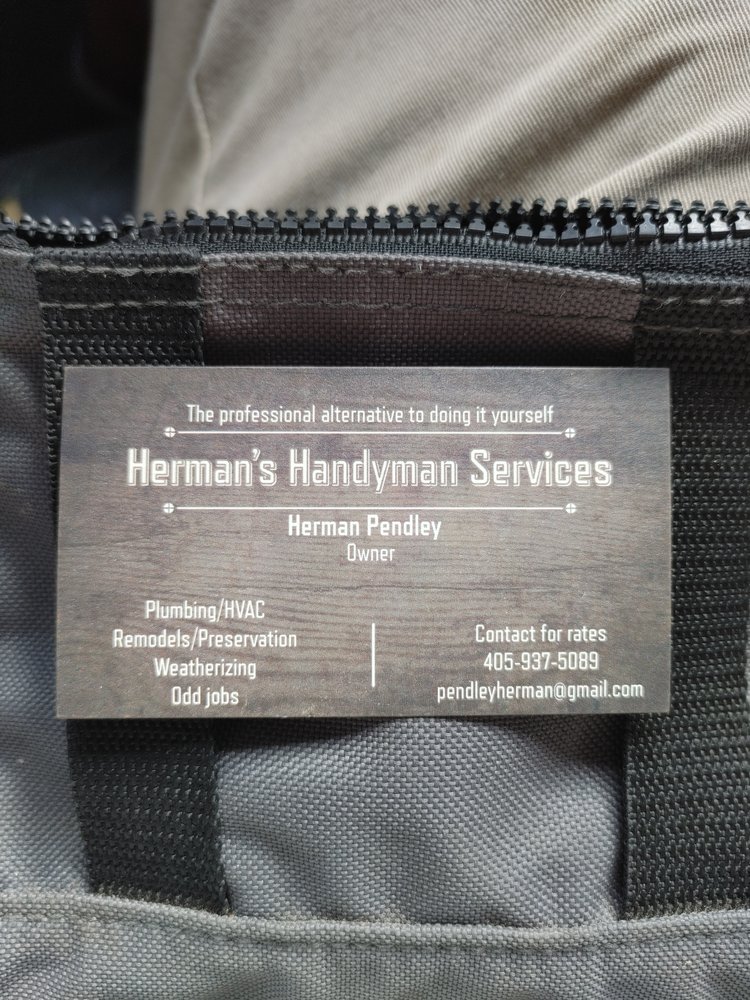 The professional alternative to doing it yourself
Herman's Handyman Services
Herman Pendley
Owner
Plumbing/HVAC
Remodels/Preservation
Weatherizing
Odd jobs
Contact for rates
405-937-5089
pendleyherman@gmail.com